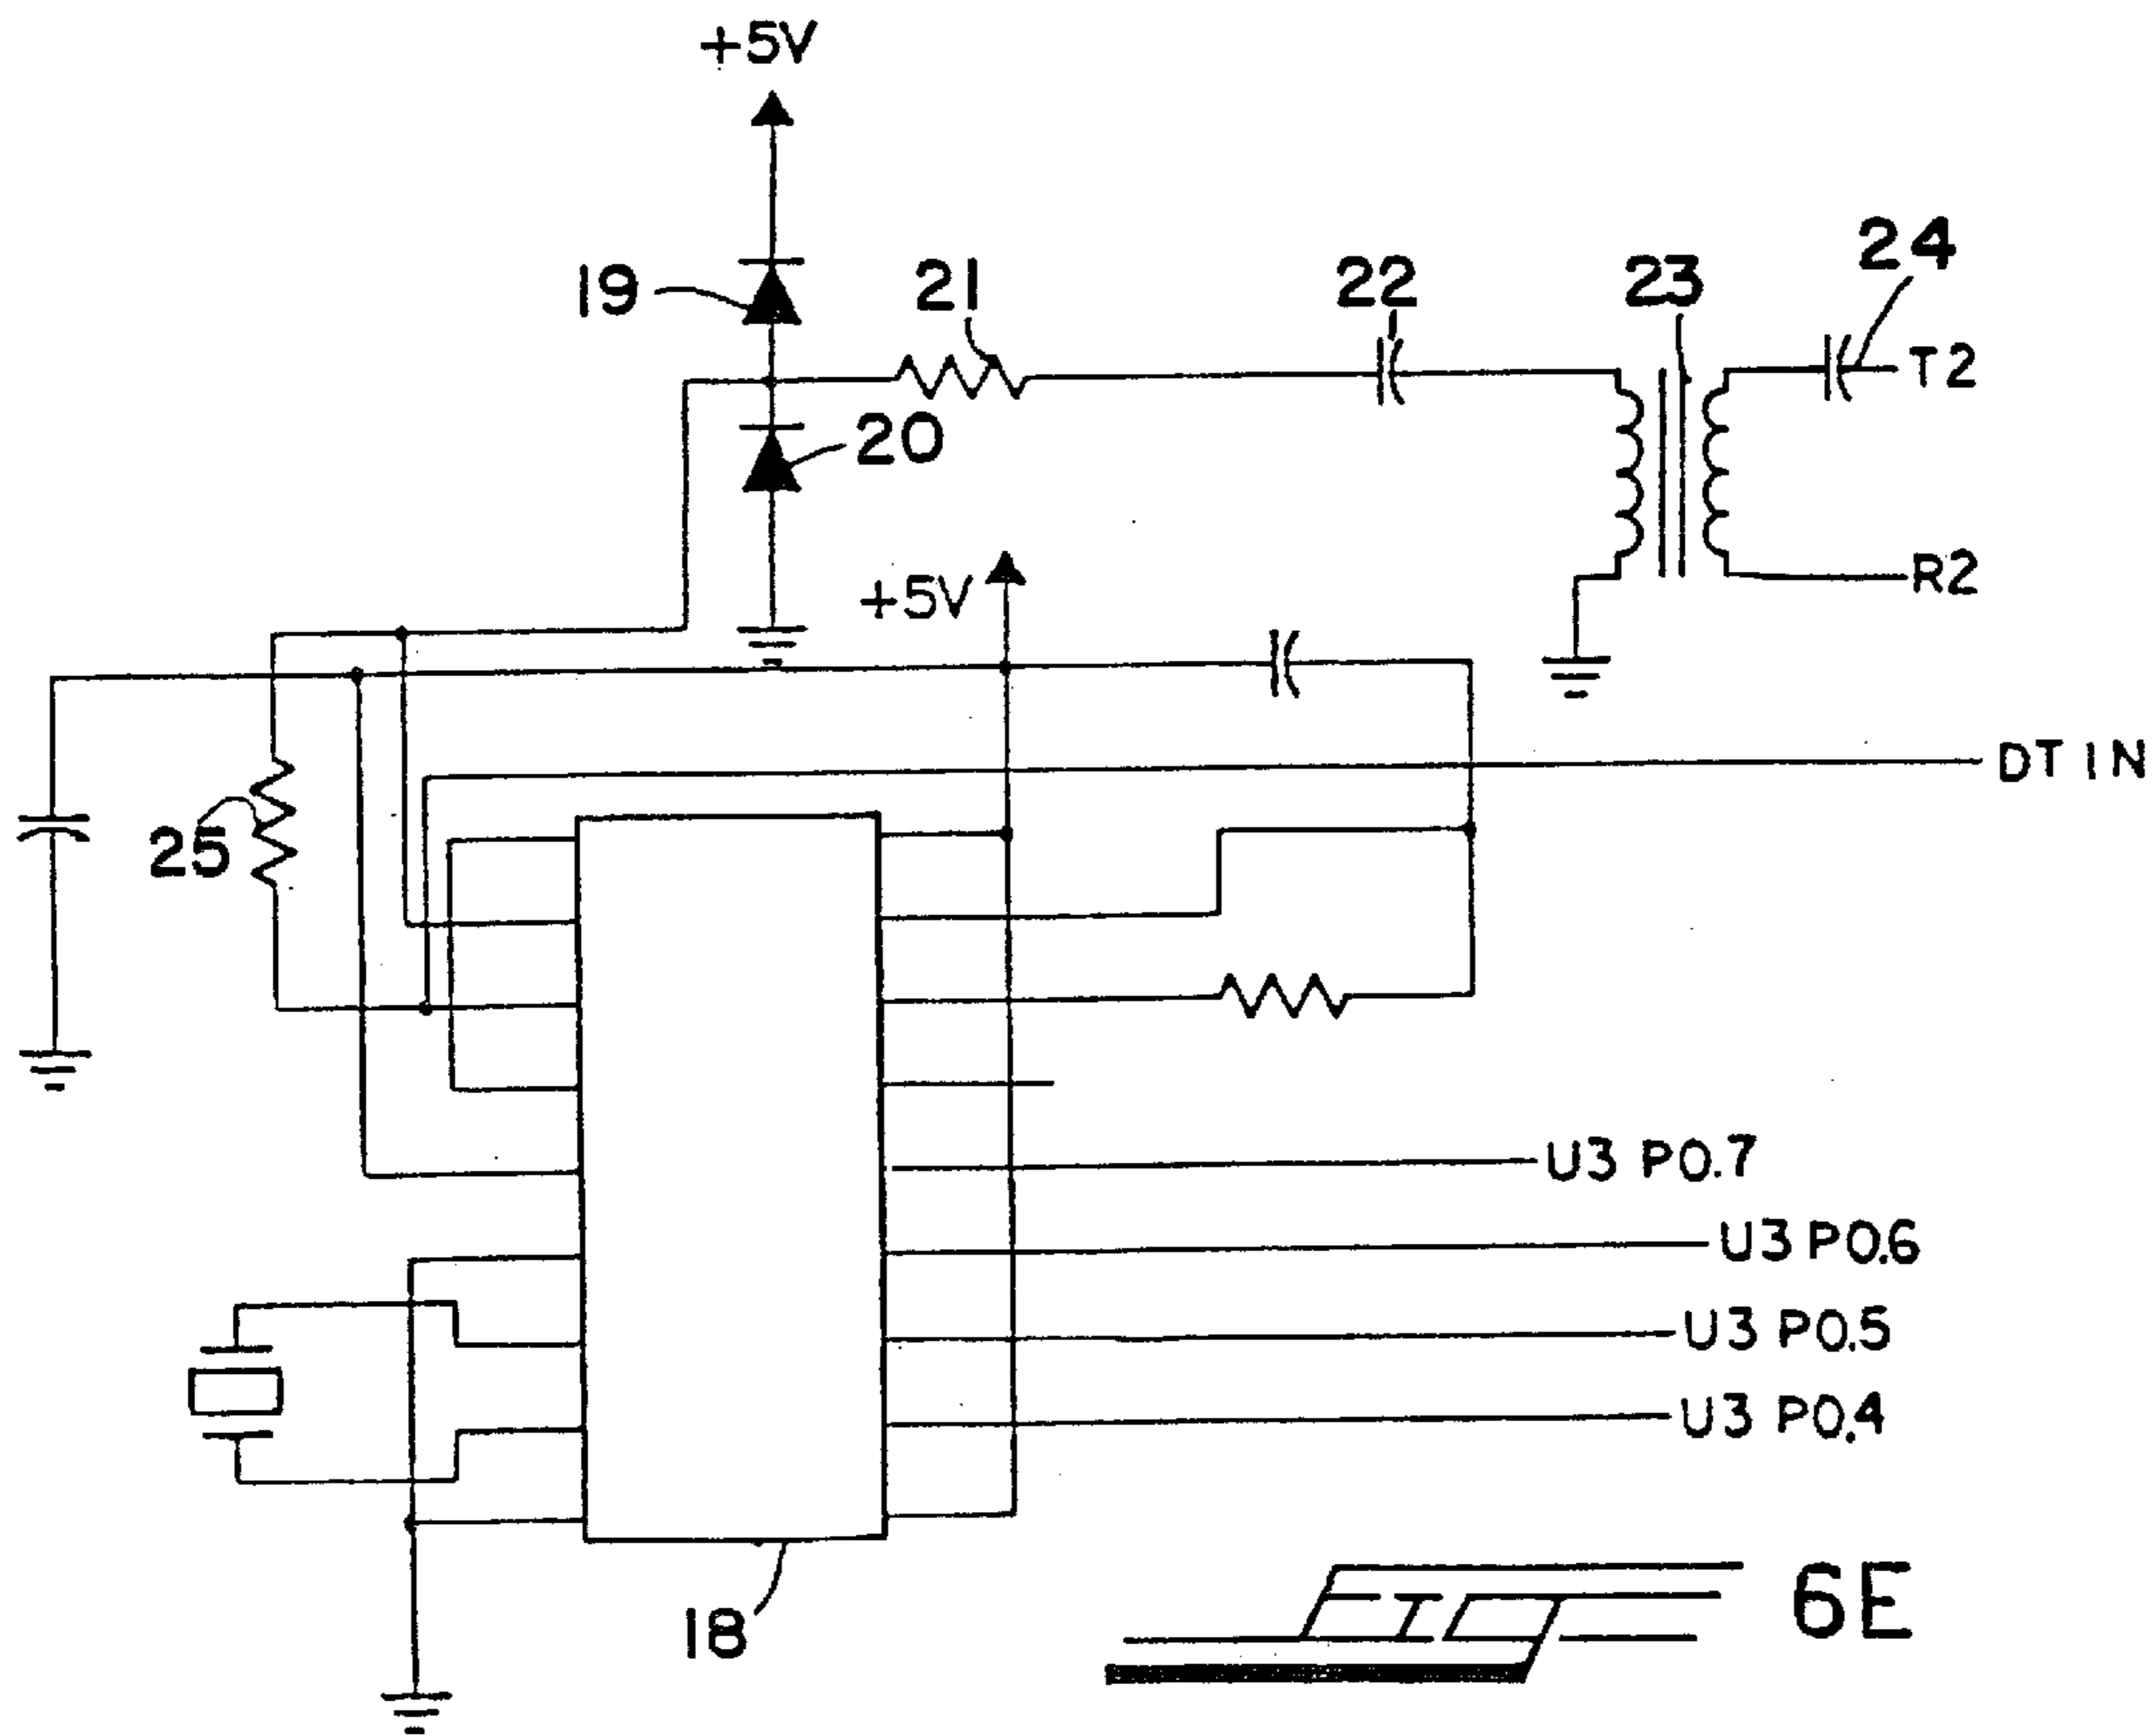 +5V
19
21
22
23
24
T2
20
+5V
R2
DT IN
25
U3 P0.7
U3 P0.6
U3 P0.5
U3 P0.4
18
FIG 6E